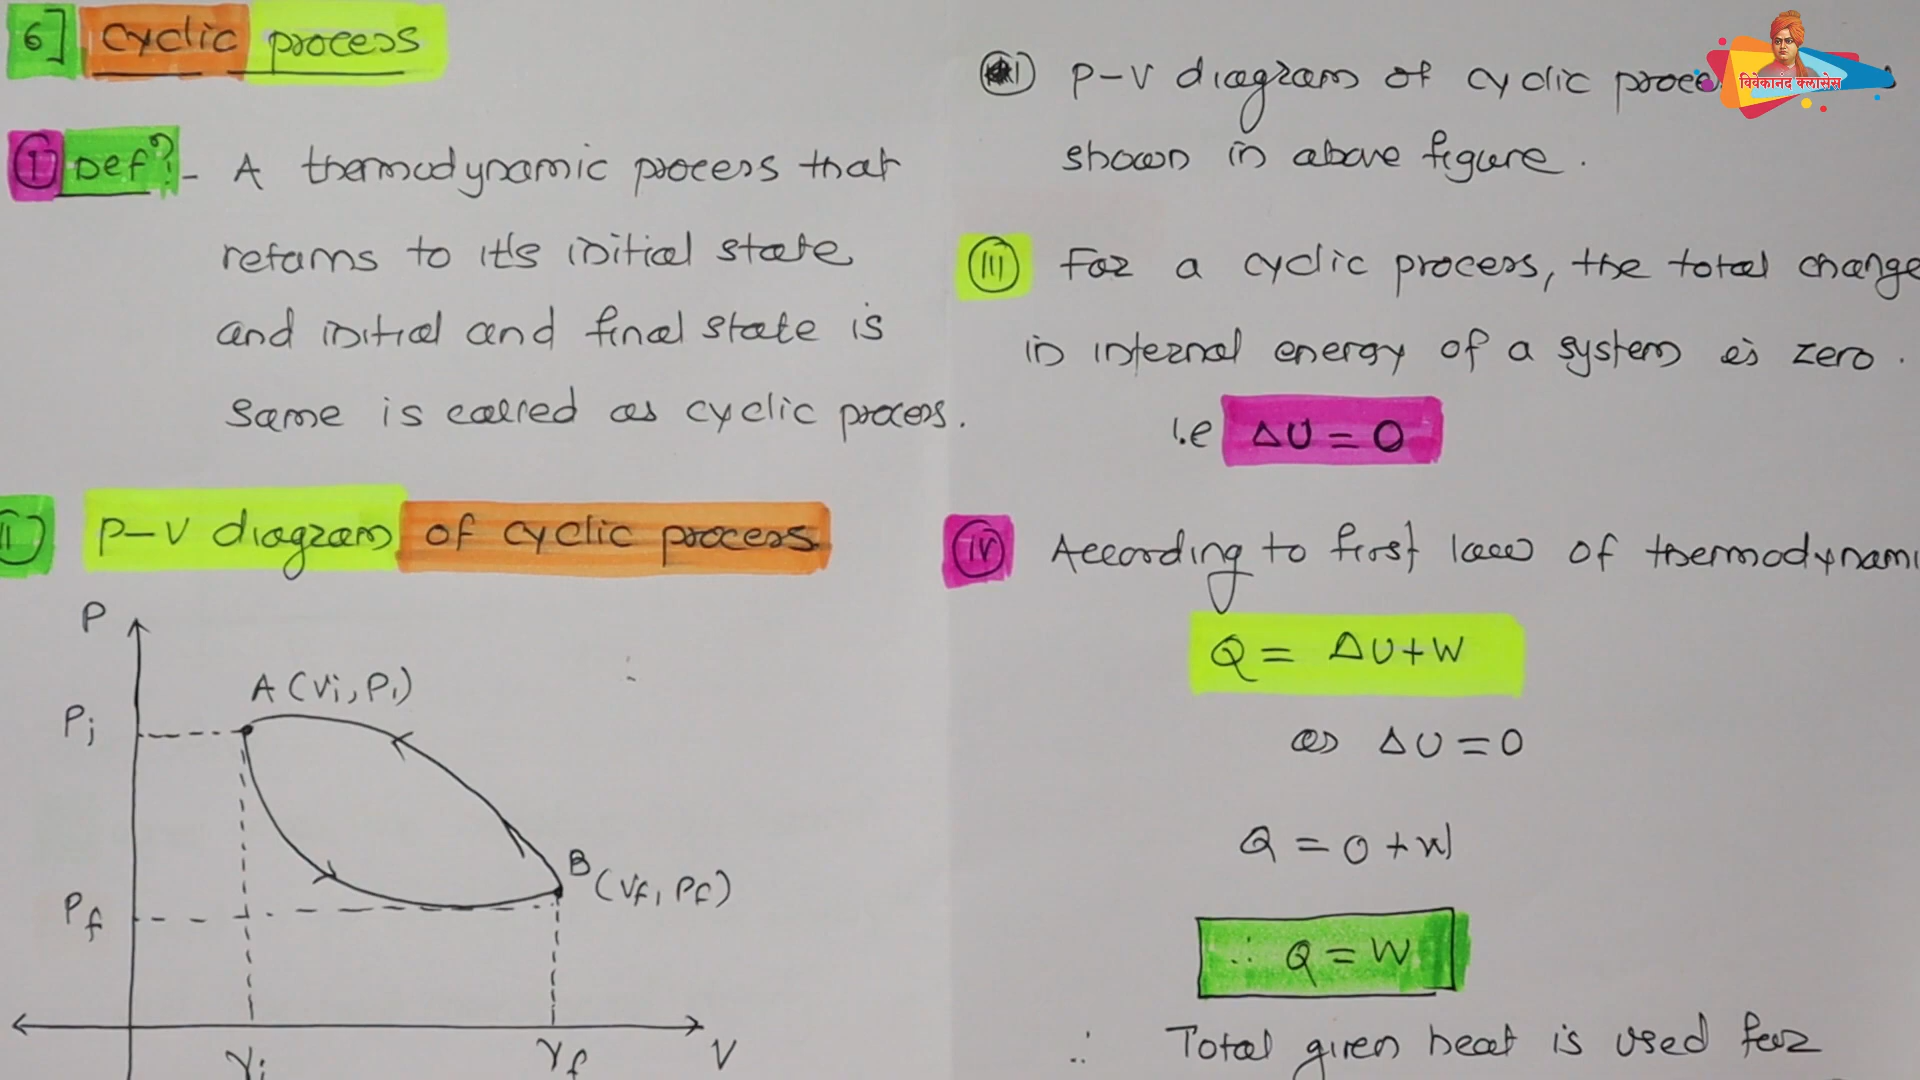 6] Cyclic process
I Def?- A thermodynamic process that
retarns to it's initial state
and initial and final state is
same is called as cyclic process.
II) P-V diagram of cyclic process
P
A (Vi, Pi)
Pi
B (Vf, Pf)
Pf
Vi
Vf
V
i) P-V diagram of cyclic
shown in above figure.
विवेकानंद क्लासेस
III For a cyclic process, the total change
in internal energy of a system is zero.
i.e ΔU = 0
IV According to first law of thermodynami
Q = ΔU+W
as ΔU = 0
Q = 0 + W
∴ Q = W
∴ Total given heat is used for